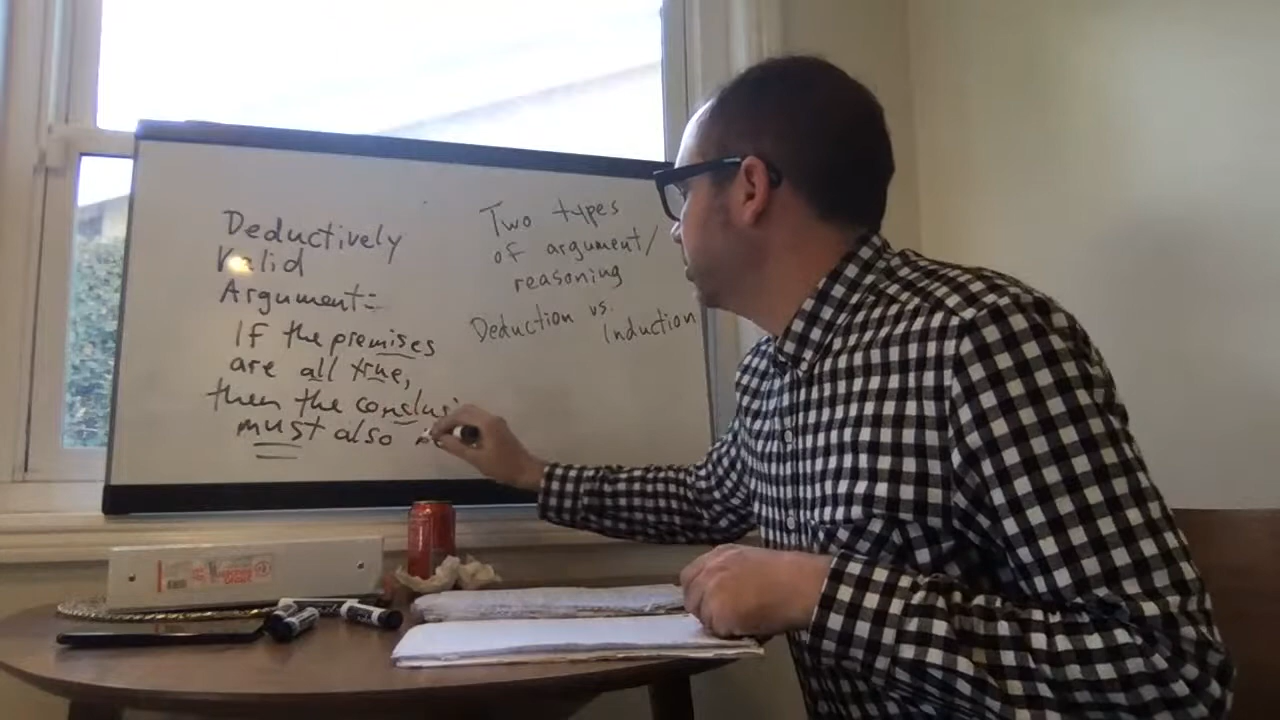 Deductively
Valid
Argument:
If the premises
are all true,
then the
must also
Two types
of argument/
reasoning
Deduction vs.
Induction